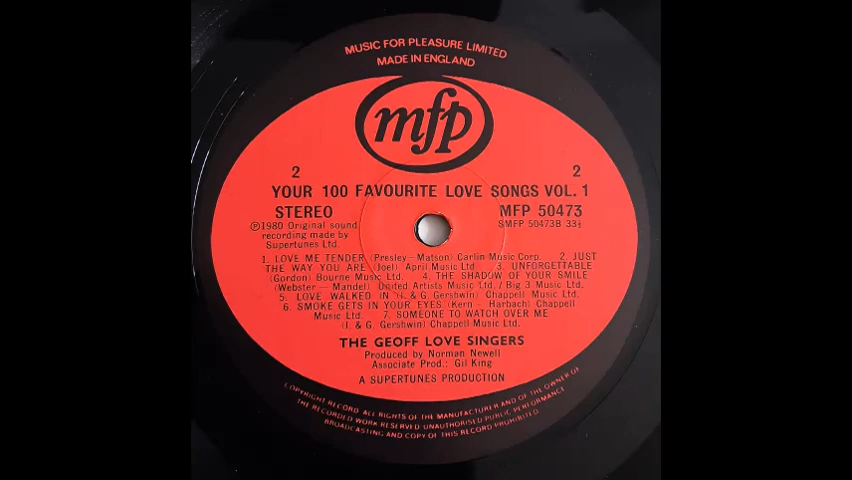 MUSIC FOR PLEASURE LIMITED
MADE IN ENGLAND
mfp
2 2
YOUR 100 FAVOURITE LOVE SONGS VOL. 1
STEREO MFP 50473
Ⓟ1980 Original sound SMFP 50473B 33⅓
recording made by
Supertunes Ltd.
1. LOVE ME TENDER (Presley - Matson) Carlin Music Corp. 2. JUST
THE WAY YOU ARE (Joel) April Music Ltd 3. UNFORGETTABLE
(Gordon) Bourne Music Ltd. 4. THE SHADOW OF YOUR SMILE
(Webster — Mandel) United Artists Music Ltd. / Big 3 Music Ltd.
5. LOVE WALKED IN (I. & G. Gershwin) Chappell Music Ltd.
6. SMOKE GETS IN YOUR EYES (Kern - Harbach) Chappell
Music Ltd. 7. SOMEONE TO WATCH OVER ME
(I. & G. Gershwin) Chappell Music Ltd.
THE GEOFF LOVE SINGERS
Produced by Norman Newell
Associate Prod.: Gil King
A SUPERTUNES PRODUCTION
COPYRIGHT RECORD. ALL RIGHTS OF THE MANUFACTURER AND OF THE OWNER OF
THE RECORDED WORK RESERVED UNAUTHORISED PUBLIC PERFORMANCE
BROADCASTING AND COPY OF THIS RECORD PROHIBITED